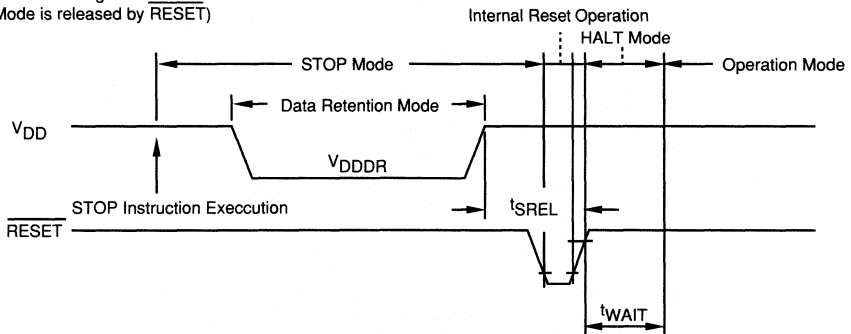 Mode is released by RESET)
Internal Reset Operation
HALT Mode
STOP Mode
Operation Mode
Data Retention Mode
VDD
VDDDR
STOP Instruction Execcution
tSREL
RESET
tWAIT